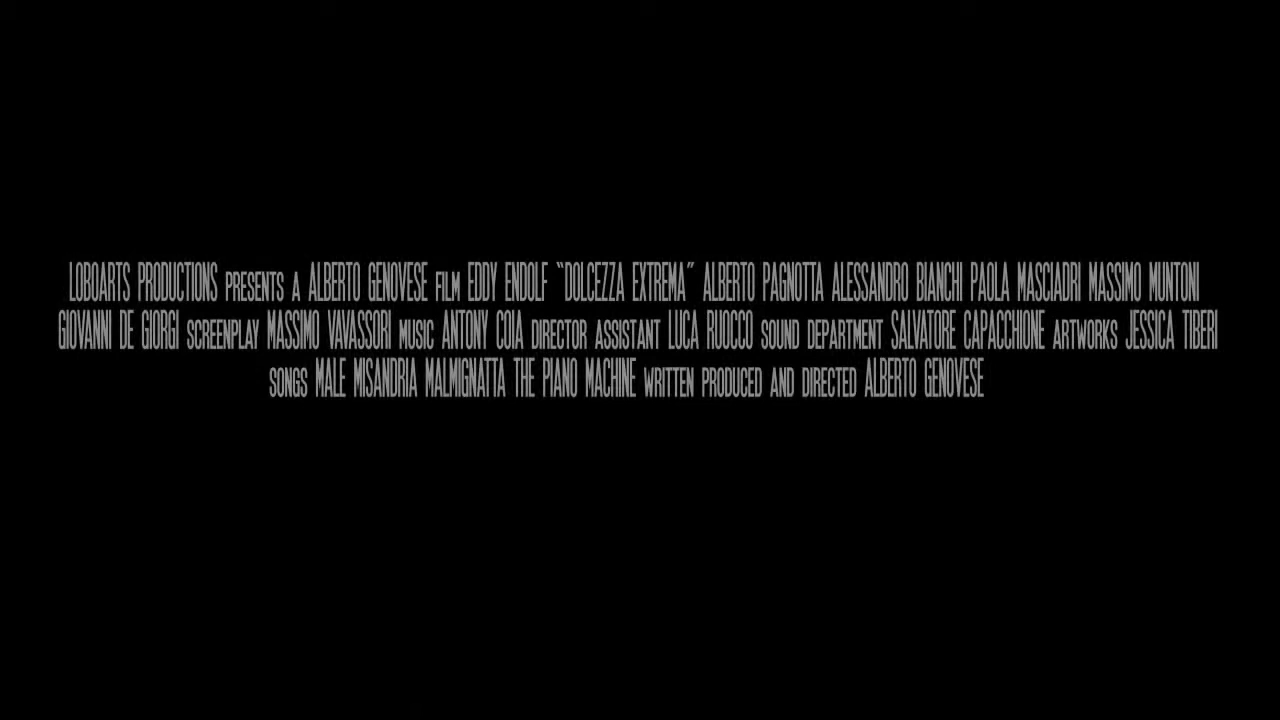 LOBOARTS PRODUCTIONS PRESENTS A ALBERTO GENOVESE FILM EDDY ENDOLF "DOLCEZZA EXTREMA" ALBERTO PAGNOTTA ALESSANDRO BIANCHI PAOLA MASCIADRI MASSIMO MUNTONI
GIOVANNI DE GIORGI SCREENPLAY MASSIMO VAVASSORI MUSIC ANTONY COIA DIRECTOR ASSISTANT LUCA RUOCCO SOUND DEPARTMENT SALVATORE CAPACCHIONE ARTWORKS JESSICA TIBERI
SONGS MALE MISANDRIA MALMIGNATTA THE PIANO MACHINE WRITTEN PRODUCED AND DIRECTED ALBERTO GENOVESE